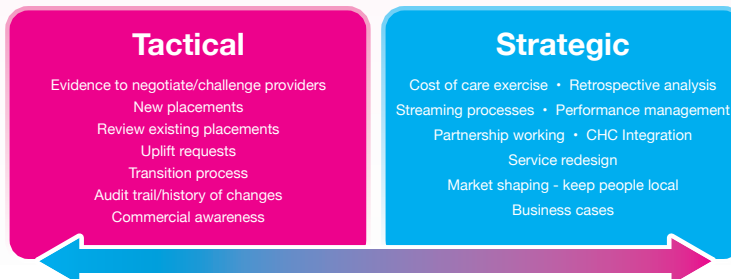 Tactical
Evidence to negotiate/challenge providers
New placements
Review existing placements
Uplift requests
Transition process
Audit trail/history of changes
Commercial awareness
Strategic
Cost of care exercise • Retrospective analysis
Streaming processes • Performance management
Partnership working • CHC Integration
Service redesign
Market shaping - keep people local
Business cases